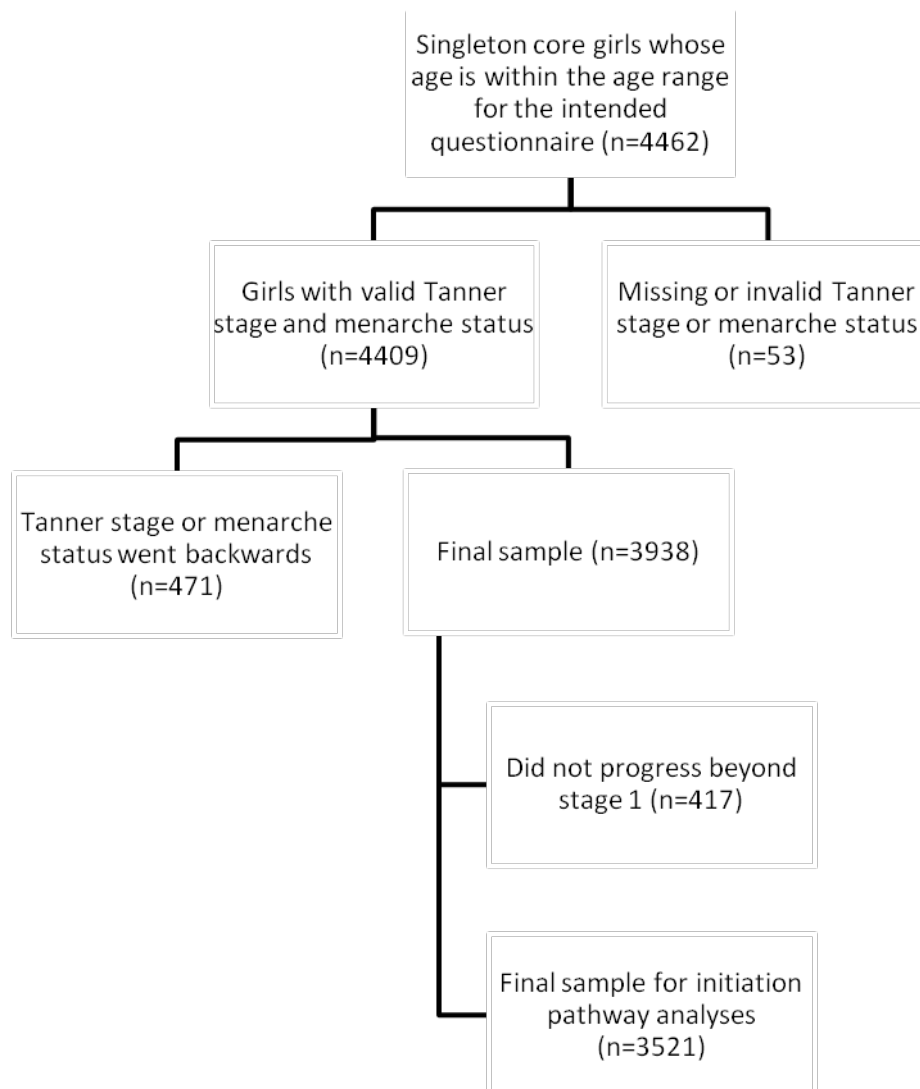 Singleton core girls whose
age is within the age range
for the intended
questionnaire (n=4462)
Girls with valid Tanner
stage and menarche status
(n=4409)
Missing or invalid Tanner
stage or menarche status
(n=53)
Tanner stage or menarche
status went backwards
(n=471)
Final sample (n=3938)
Did not progress beyond
stage 1 (n=417)
Final sample for initiation
pathway analyses
(n=3521)